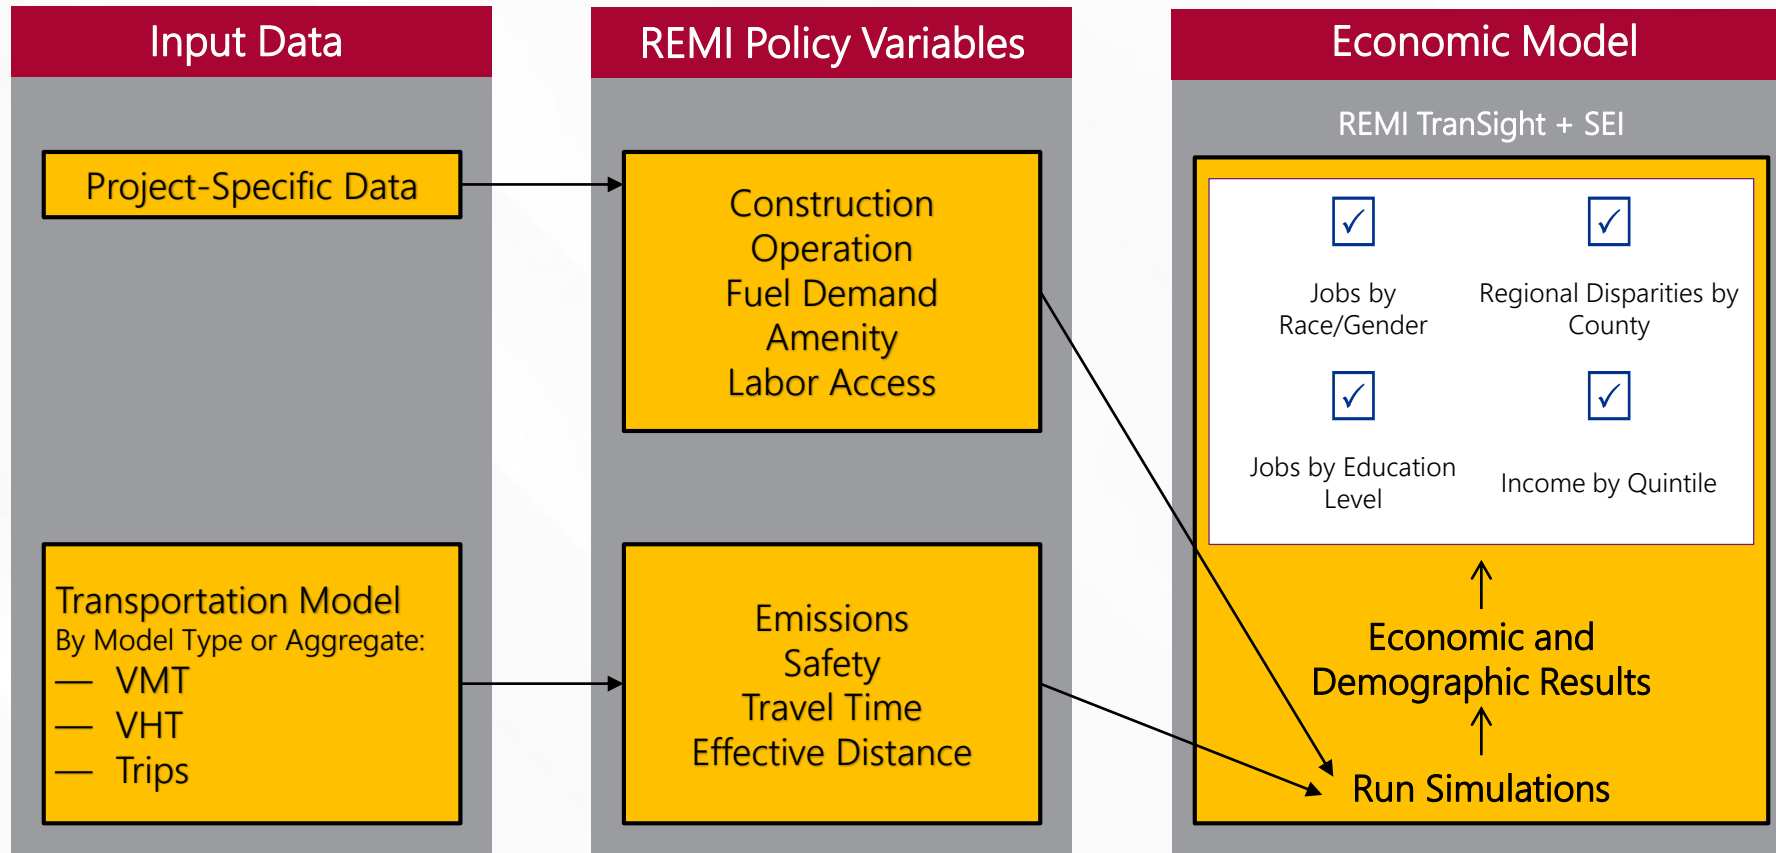 Input Data
Project-Specific Data
Transportation Model
By Model Type or Aggregate:
— VMT
— VHT
— Trips
REMI Policy Variables
Construction
Operation
Fuel Demand
Amenity
Labor Access
Emissions
Safety
Travel Time
Effective Distance
Economic Model
REMI TranSight + SEI
Jobs by
Race/Gender
Regional Disparities by
County
Jobs by Education
Level
Income by Quintile
Economic and
Demographic Results
Run Simulations